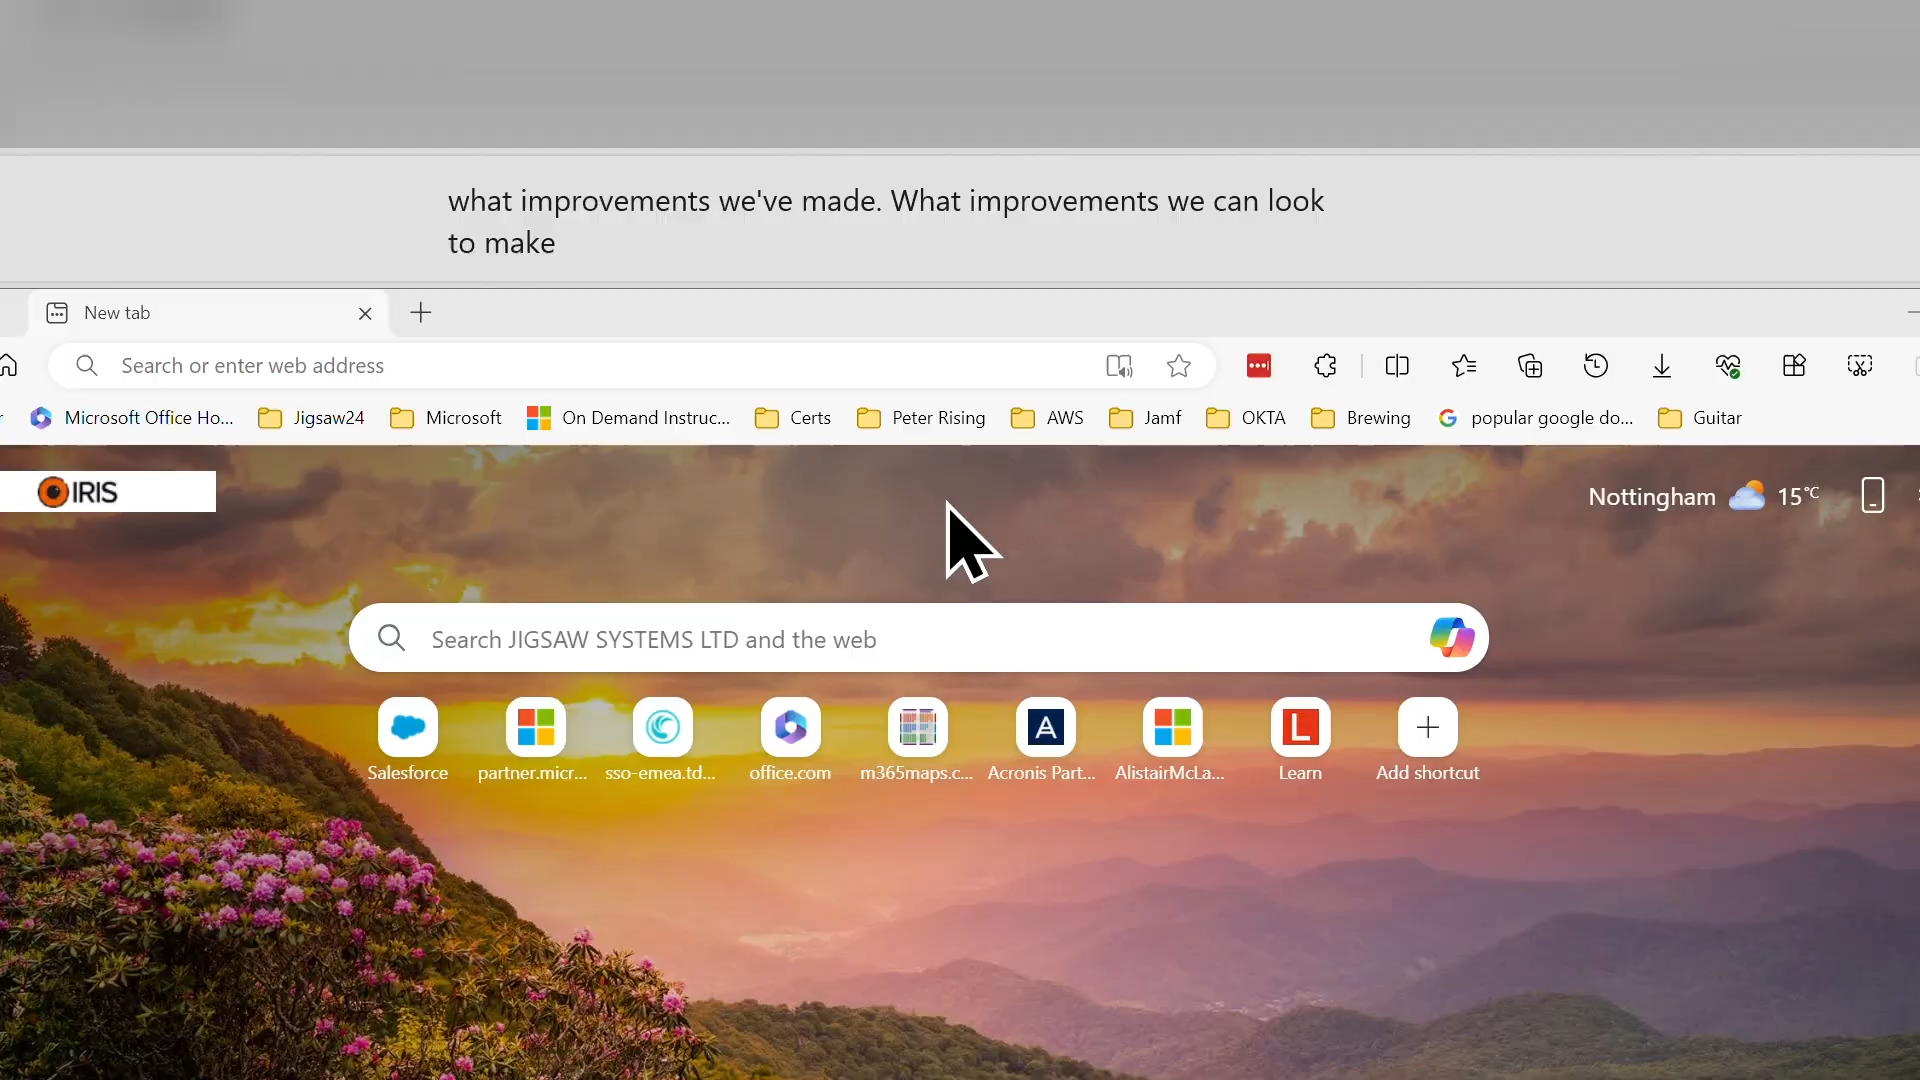 what improvements we've made. What improvements we can look
to make
New tab
Search or enter web address
Microsoft Office Ho...
Jigsaw24
Microsoft
On Demand Instruc...
Certs
Peter Rising
AWS
Jamf
OKTA
Brewing
popular google do...
Guitar
IRIS
Nottingham
15°C
Search JIGSAW SYSTEMS LTD and the web
Salesforce
partner.micr...
sso-emea.td...
office.com
m365maps.c...
Acronis Part...
AlistairMcLa...
Learn
Add shortcut